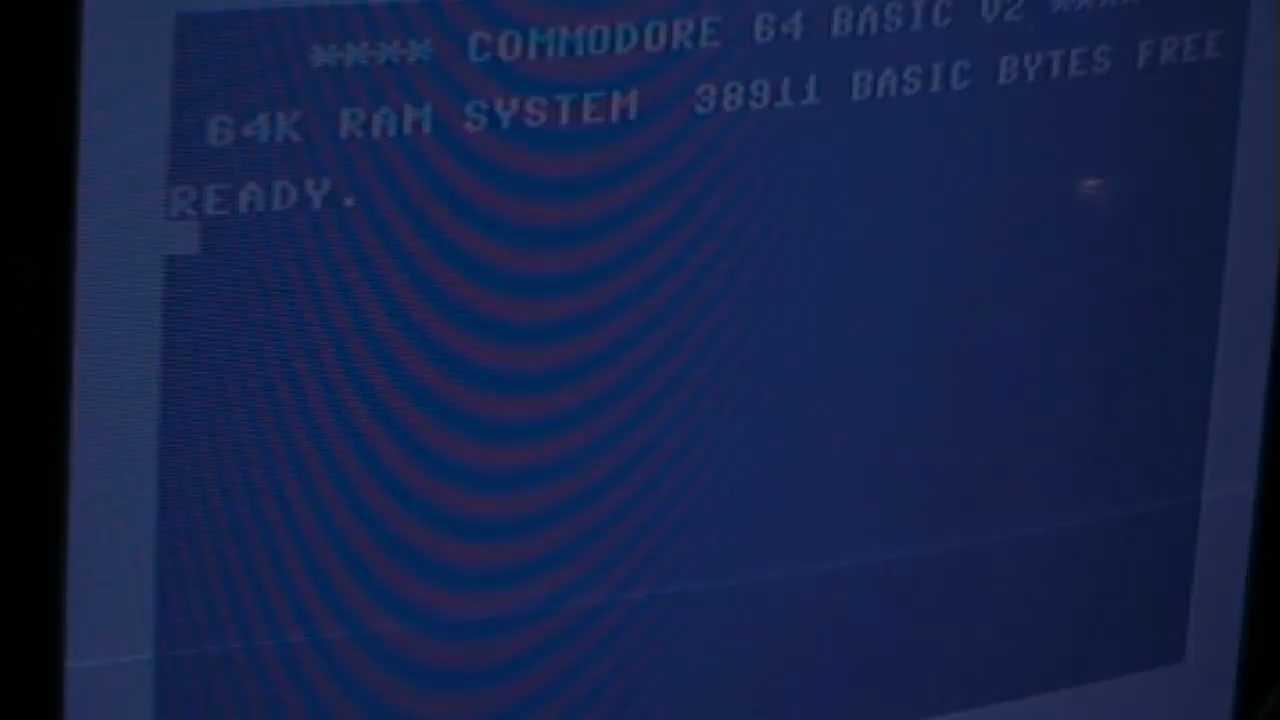 **** COMMODORE 64 BASIC V2 ****
64K RAM SYSTEM 38911 BASIC BYTES FREE
READY.